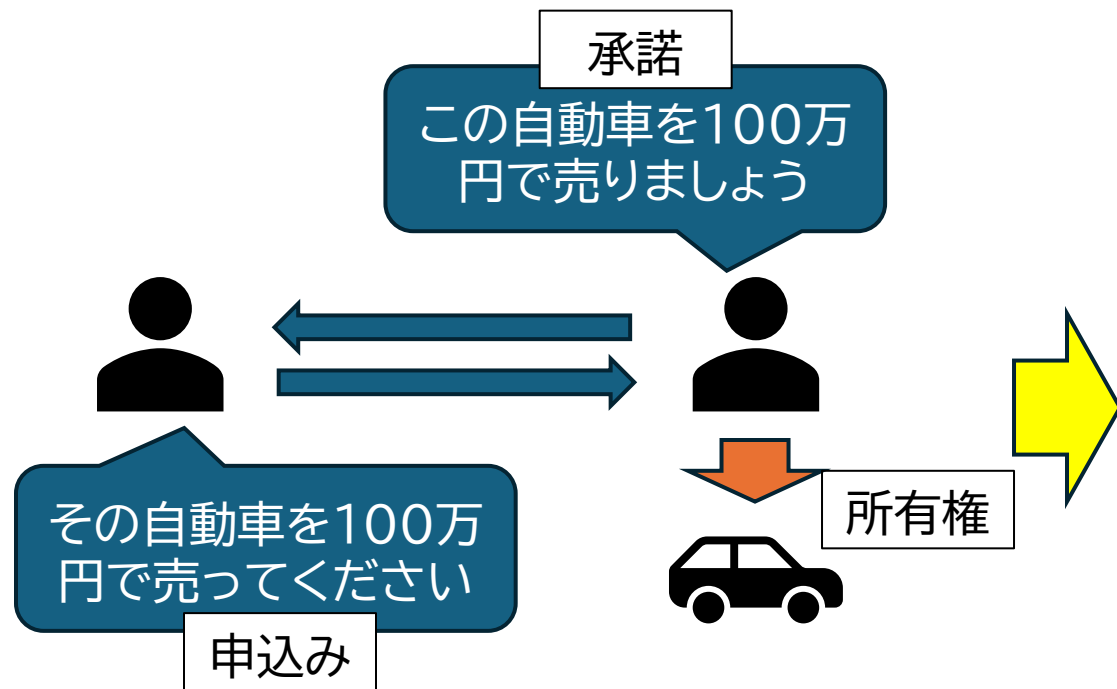 承諾
この自動車を100万
円で売りましょう
その自動車を100万
円で売ってください
申込み
所有権